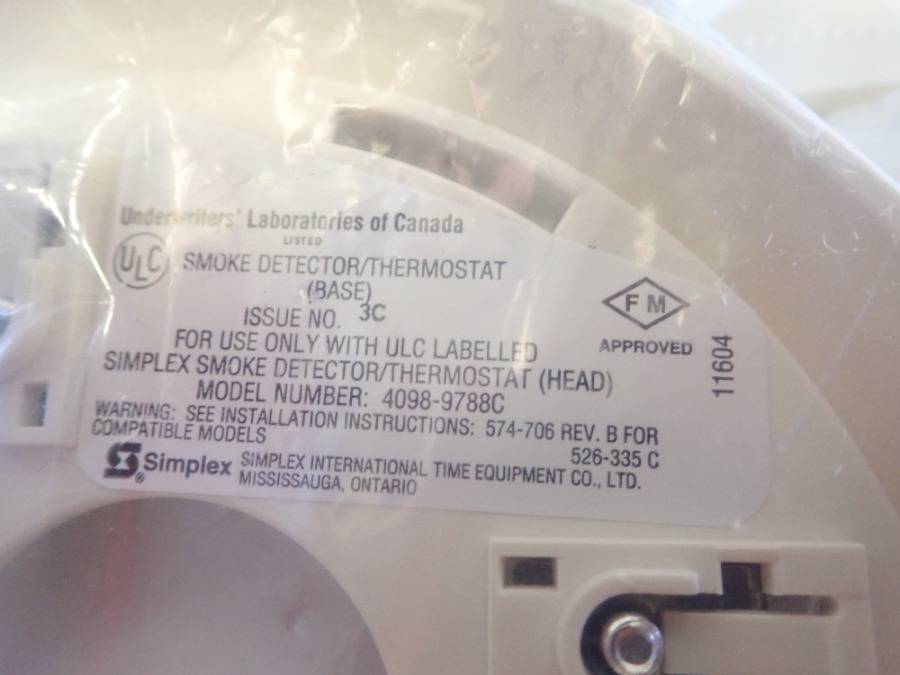 Underwriters' Laboratories of Canada
LISTED
ULC
SMOKE DETECTOR/THERMOSTAT
(BASE)
ISSUE NO. 3C
FOR USE ONLY WITH ULC LABELLED
SIMPLEX SMOKE DETECTOR/THERMOSTAT (HEAD)
MODEL NUMBER: 4098-9788C
WARNING: SEE INSTALLATION INSTRUCTIONS: 574-706 REV. B FOR
COMPATIBLE MODELS
526-335 C
Simplex SIMPLEX INTERNATIONAL TIME EQUIPMENT CO., LTD.
MISSISSAUGA, ONTARIO
FM
APPROVED
11604